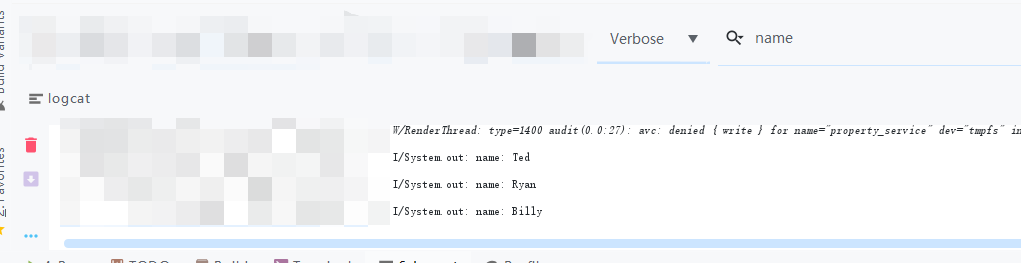 Verbose name
Build Variants
logcat
W/RenderThread: type=1400 audit(0.0:27): avc: denied { write } for name="property_service" dev="tmpfs" in
I/System.out: name: Ted
I/System.out: name: Ryan
I/System.out: name: Billy
2: Favorites